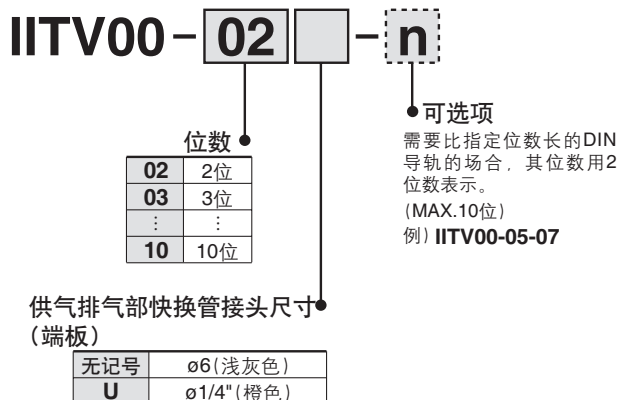 IITV00-02 -n
可选项
需要比指定位数长的DIN
导轨的场合，其位数用2
位数表示。
（MAX.10位）
例）IITV00-05-07
位数
02 2位
03 3位
⋮ ⋮
10 10位
供气排气部快换管接头尺寸
（端板）
无记号 ø6（浅灰色）
U ø1/4"（橙色）